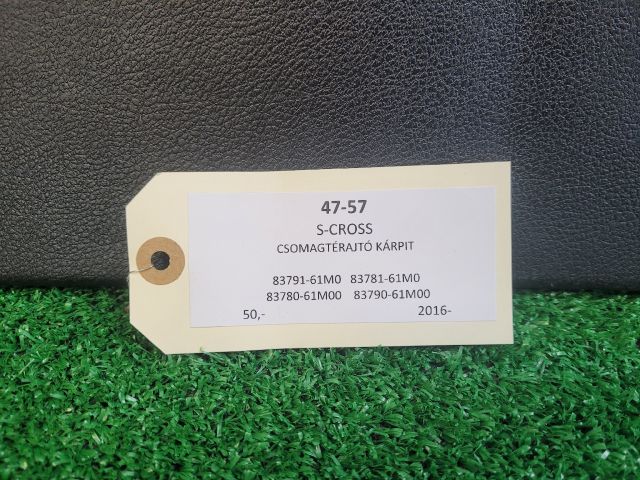 47-57
S-CROSS
CSOMAGTÉRAJTÓ KÁRPIT
83791-61M0 83781-61M0
83780-61M00 83790-61M00
50,- 2016-